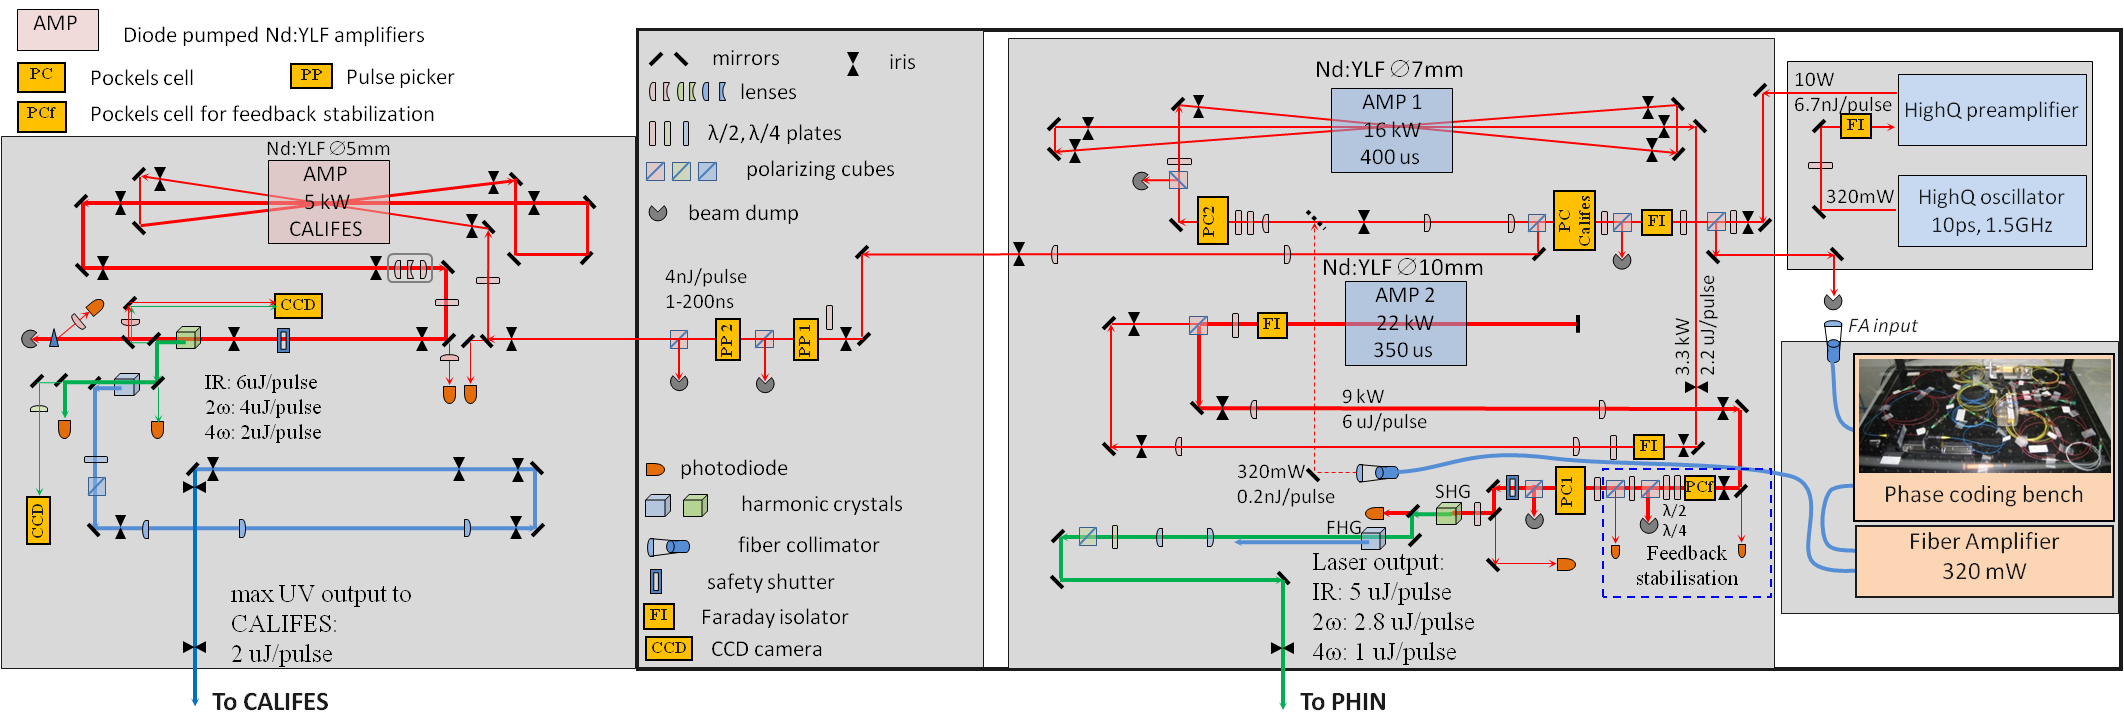 AMP
Diode pumped Nd:YLF amplifiers
PC
Pockels cell
PP
Pulse picker
PCf
Pockels cell for feedback stabilization
Nd:YLF ∅5mm
AMP
5 kW
CALIFES
CCD
IR: 6uJ/pulse
2ω: 4uJ/pulse
4ω: 2uJ/pulse
CCD
max UV output to
CALIFES:
2 uJ/pulse
To CALIFES
mirrors
iris
lenses
λ/2, λ/4 plates
polarizing cubes
beam dump
4nJ/pulse
1-200ns
PP 2
PP 1
photodiode
harmonic crystals
fiber collimator
safety shutter
FI
Faraday isolator
CCD
CCD camera
Nd:YLF ∅7mm
AMP 1
16 kW
400 us
PC2
PC
Califes
FI
Nd:YLF ∅10mm
AMP 2
22 kW
350 us
FI
3.3 kW
2.2 uJ/pulse
9 kW
6 uJ/pulse
FI
320mW
0.2nJ/pulse
SHG
FHG
PC1
PCf
λ/2
λ/4
Feedback
stabilisation
Laser output:
IR: 5 uJ/pulse
2ω: 2.8 uJ/pulse
4ω: 1 uJ/pulse
To PHIN
10W
6.7nJ/pulse
FI
HighQ preamplifier
320mW
HighQ oscillator
10ps, 1.5GHz
FA input
Phase coding bench
Fiber Amplifier
320 mW